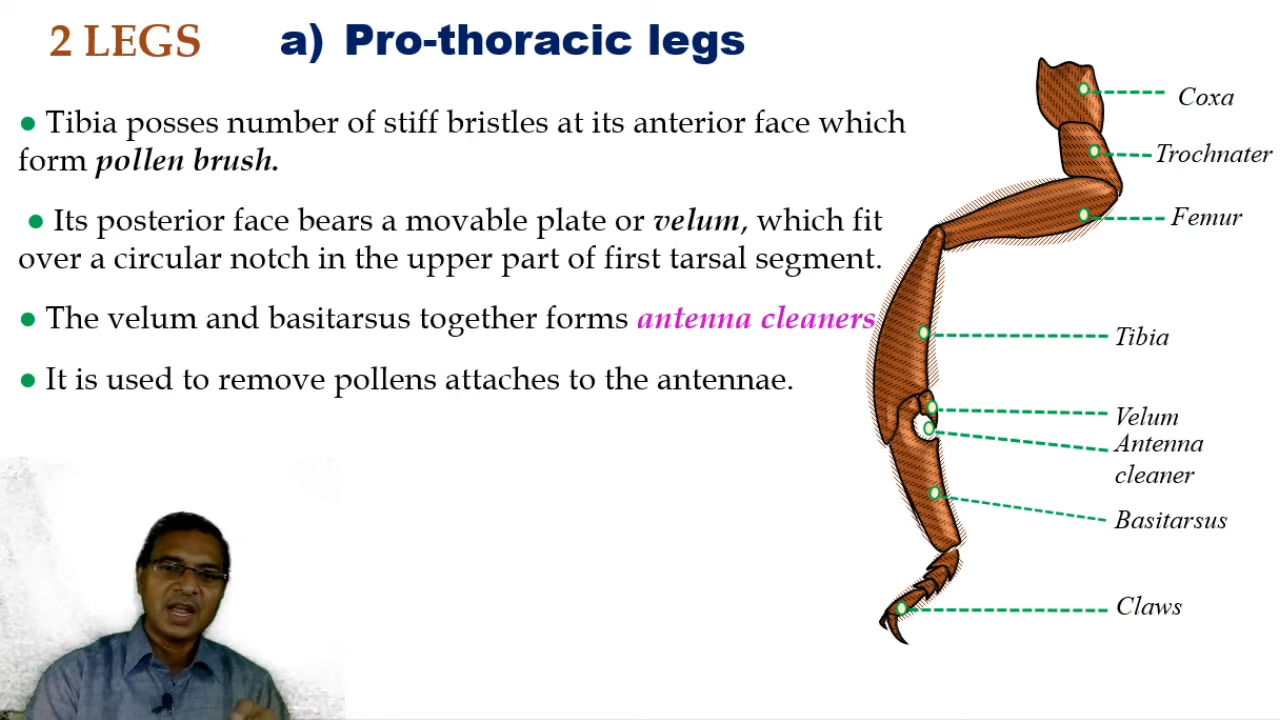 2 LEGS a) Pro-thoracic legs
● Tibia posses number of stiff bristles at its anterior face which
form pollen brush.
● Its posterior face bears a movable plate or velum, which fit
over a circular notch in the upper part of first tarsal segment.
● The velum and basitarsus together forms antenna cleaners
● It is used to remove pollens attaches to the antennae.
Coxa
Trochnater
Femur
Tibia
Velum
Antenna
cleaner
Basitarsus
Claws